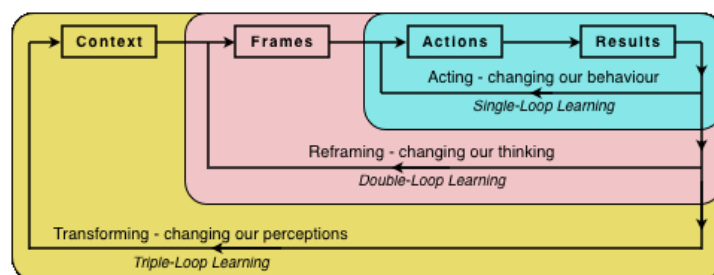 Context
Frames
Actions
Results
Acting - changing our behaviour
Single-Loop Learning
Reframing - changing our thinking
Double-Loop Learning
Transforming - changing our perceptions
Triple-Loop Learning